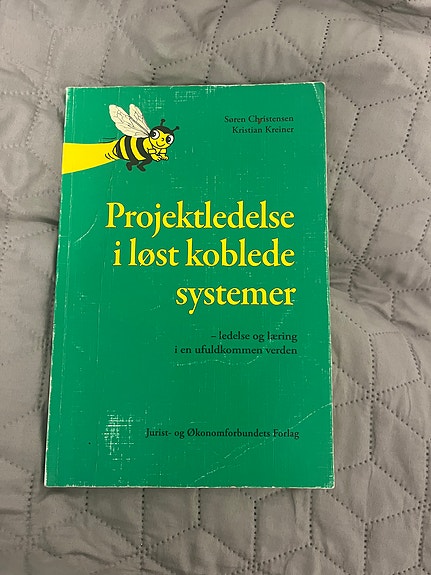 Søren Christensen
Kristian Kreiner
Projektledelse
i løst koblede
systemer
– ledelse og læring
i en ufuldkommen verden
Jurist- og Økonomforbundets Forlag